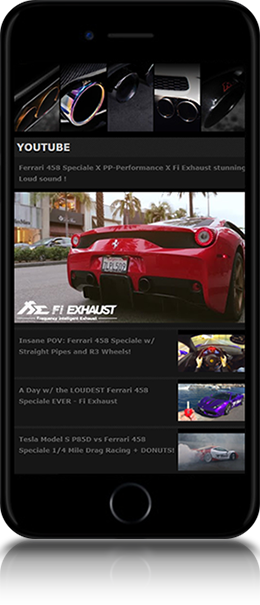 YOUTUBE
Ferrari 458 Speciale X PP-Performance X Fi Exhaust stunning
Loud sound !
Fi EXHAUST
Frequency Intelligent Exhaust
Insane POV: Ferrari 458 Speciale w/
Straight Pipes and R3 Wheels!
A Day w/ the LOUDEST Ferrari 458
Speciale EVER - Fi Exhaust
Tesla Model S P85D vs Ferrari 458
Speciale 1/4 Mile Drag Racing + DONUTS!